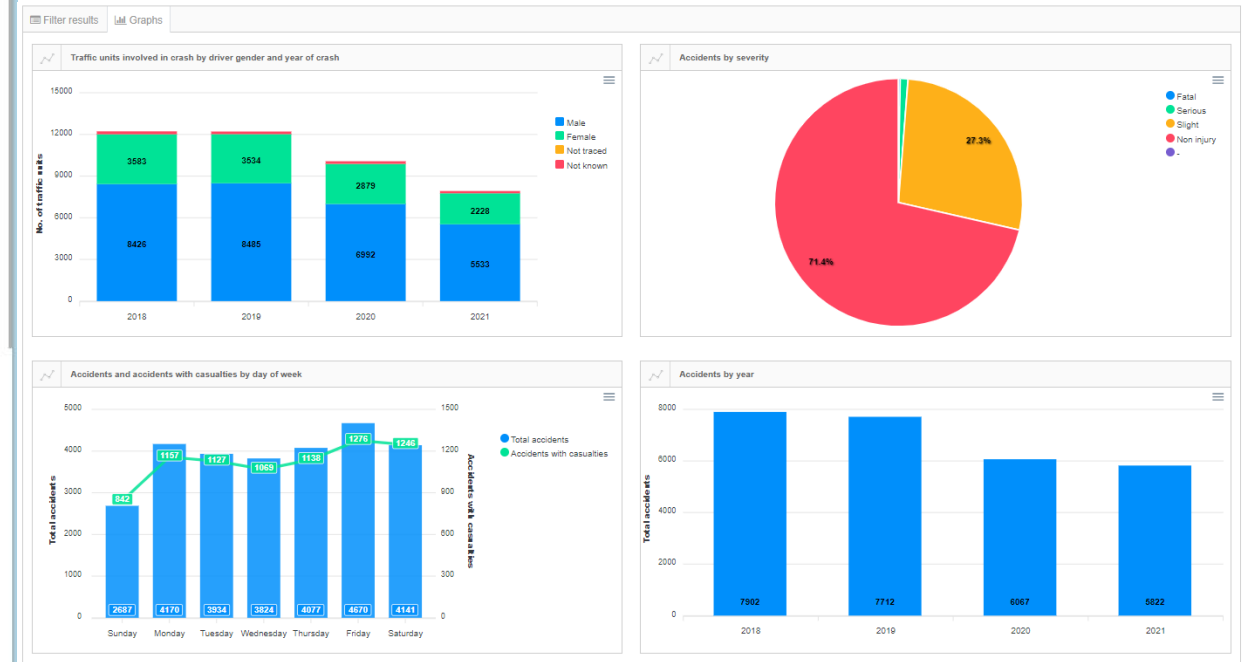 Filter results
Graphs
Traffic units involved in crash by driver gender and year of crash
15000
12000
9000
6000
3000
0
No. of traffic units
3583
3534
2879
2228
8426
8485
6992
5533
2018
2019
2020
2021
Male
Female
Not traced
Not known
Accidents by severity
27.3%
71.4%
Fatal
Serious
Slight
Non injury
-
Accidents and accidents with casualties by day of week
5000
4000
3000
2000
1000
0
Total accidents
842
1157
1127
1069
1138
1276
1246
2687
4170
3934
3824
4077
4670
4141
Sunday
Monday
Tuesday
Wednesday
Thursday
Friday
Saturday
1500
1200
900
600
300
0
Accidents with casualties
Total accidents
Accidents with casualties
Accidents by year
8000
6000
4000
2000
0
Total accidents
7902
7712
6067
5822
2018
2019
2020
2021